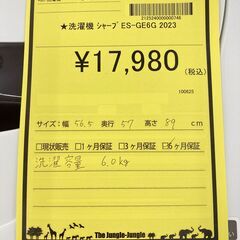 2125240000000746
★洗濯機 シャープ ES-GE6G 2023
¥17,980
(税込)
100625
サイズ:幅 56.5 奥行 57 高さ 89 cm
□現状販売 □1ヶ月保証 □3ヶ月保証 ☑6ヶ月保証
洗濯容量 6.0kg
The Jungle-Jungle